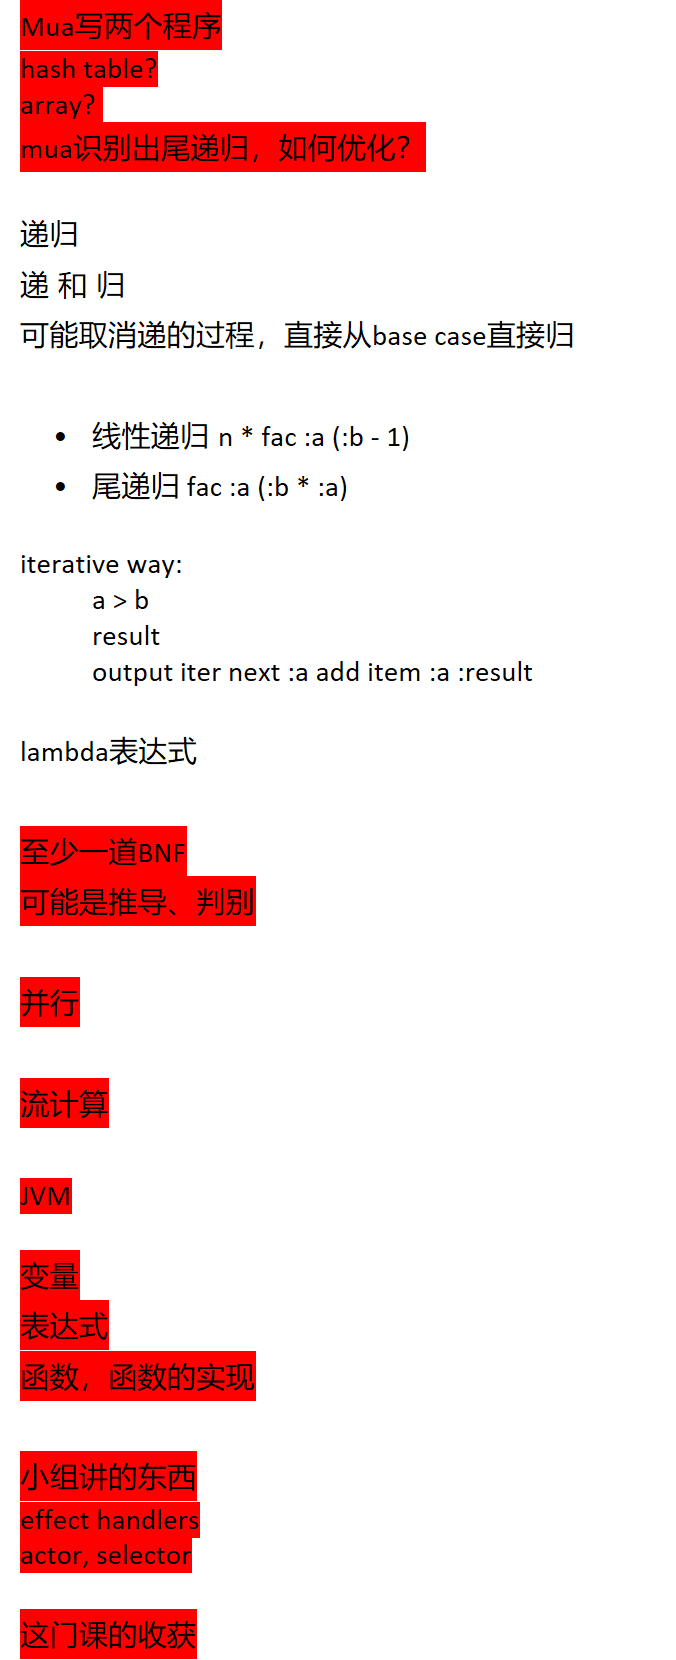 Mua写两个程序
hash table?
array?
mua识别出尾递归，如何优化？
递归
递 和 归
可能取消递的过程，直接从base case直接归
• 线性递归 n * fac :a (:b - 1)
• 尾递归 fac :a (:b * :a)
iterative way:
a > b
result
output iter next :a add item :a :result
lambda表达式
至少一道BNF
可能是推导、判别
并行
流计算
JVM
变量
表达式
函数，函数的实现
小组讲的东西
effect handlers
actor, selector
这门课的收获